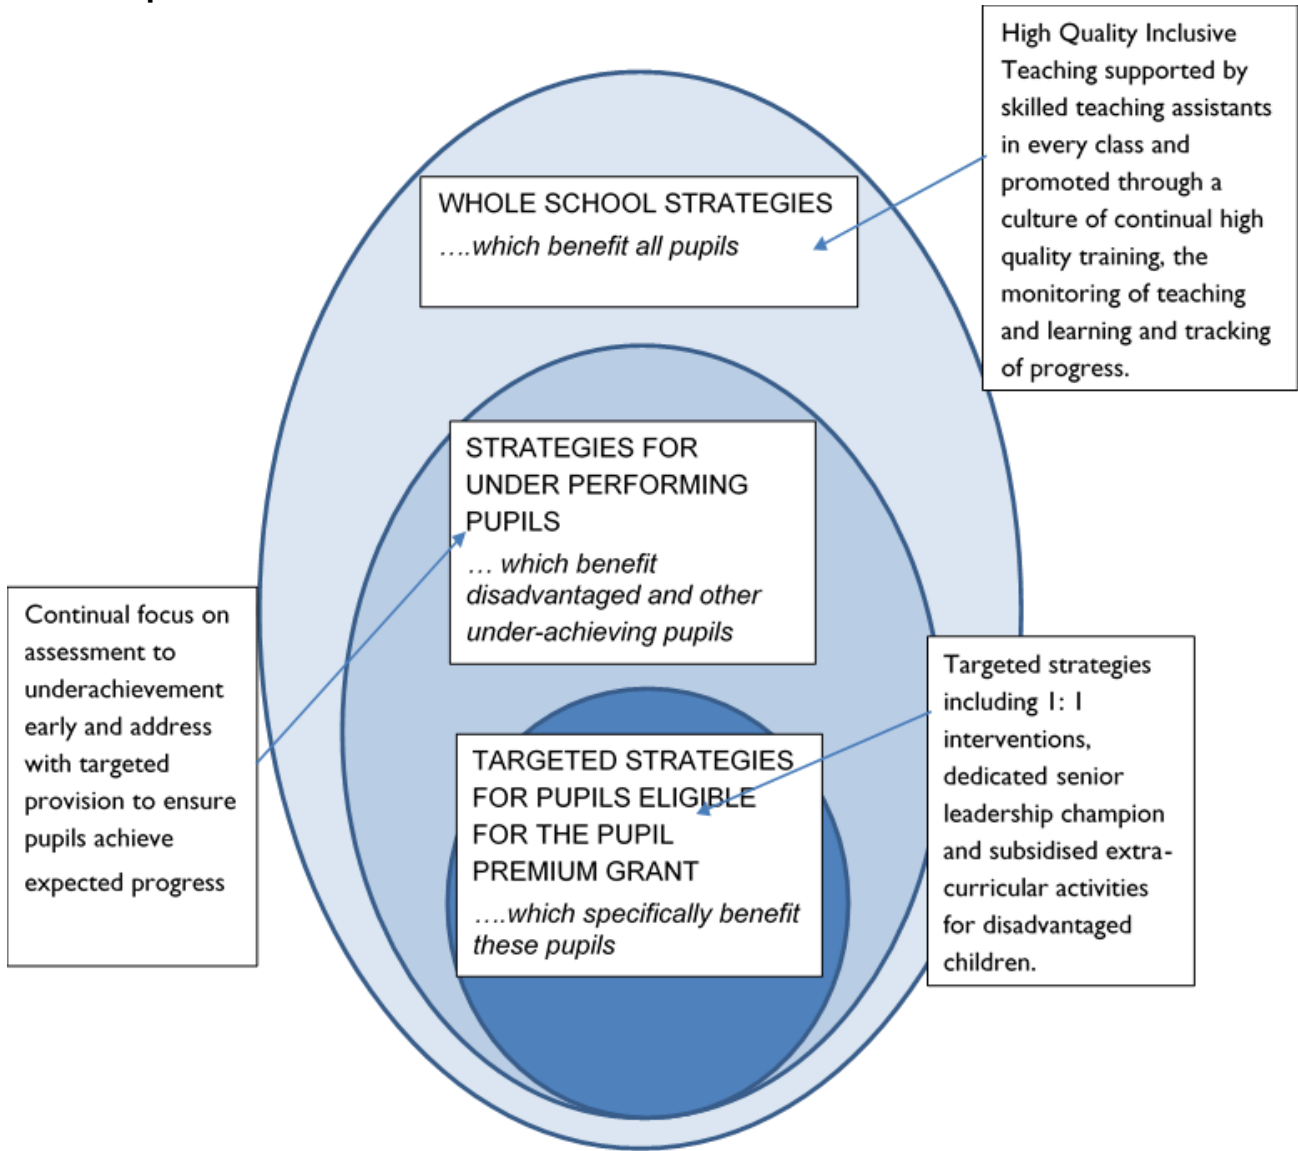 High Quality Inclusive
Teaching supported by
skilled teaching assistants
in every class and
promoted through a
culture of continual high
quality training, the
monitoring of teaching
and learning and tracking
of progress.
WHOLE SCHOOL STRATEGIES
….which benefit all pupils
STRATEGIES FOR
UNDER PERFORMING
PUPILS
… which benefit
disadvantaged and other
under-achieving pupils
Continual focus on
assessment to
underachievement
early and address
with targeted
provision to ensure
pupils achieve
expected progress
Targeted strategies
including 1: 1
interventions,
dedicated senior
leadership champion
and subsidised extra-
curricular activities
for disadvantaged
children.
TARGETED STRATEGIES
FOR PUPILS ELIGIBLE
FOR THE PUPIL
PREMIUM GRANT
….which specifically benefit
these pupils